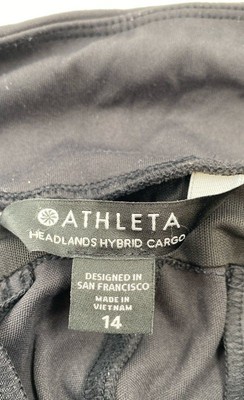 ATHLETA
HEADLANDS HYBRID CARGO
DESIGNED IN
SAN FRANCISCO
MADE IN
VIETNAM
14